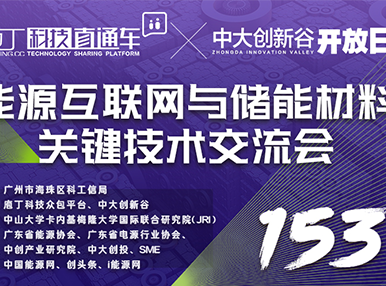 庖丁科技直通车
ING CC TECHNOLOGY SHARING PLATFORM
×
中大创新谷 开放日
ZHONGDA INNOVATION VALLEY
能源互联网与储能材料
关键技术交流会
广州市海珠区科工信局
庖丁科技众包平台、中大创新谷
中山大学卡内基梅隆大学国际联合研究院(JRI)
广东省能源协会、广东省电源行业协会、
中创产业研究院、中大创投、SME
中国能源网、创头条、i能源网
153